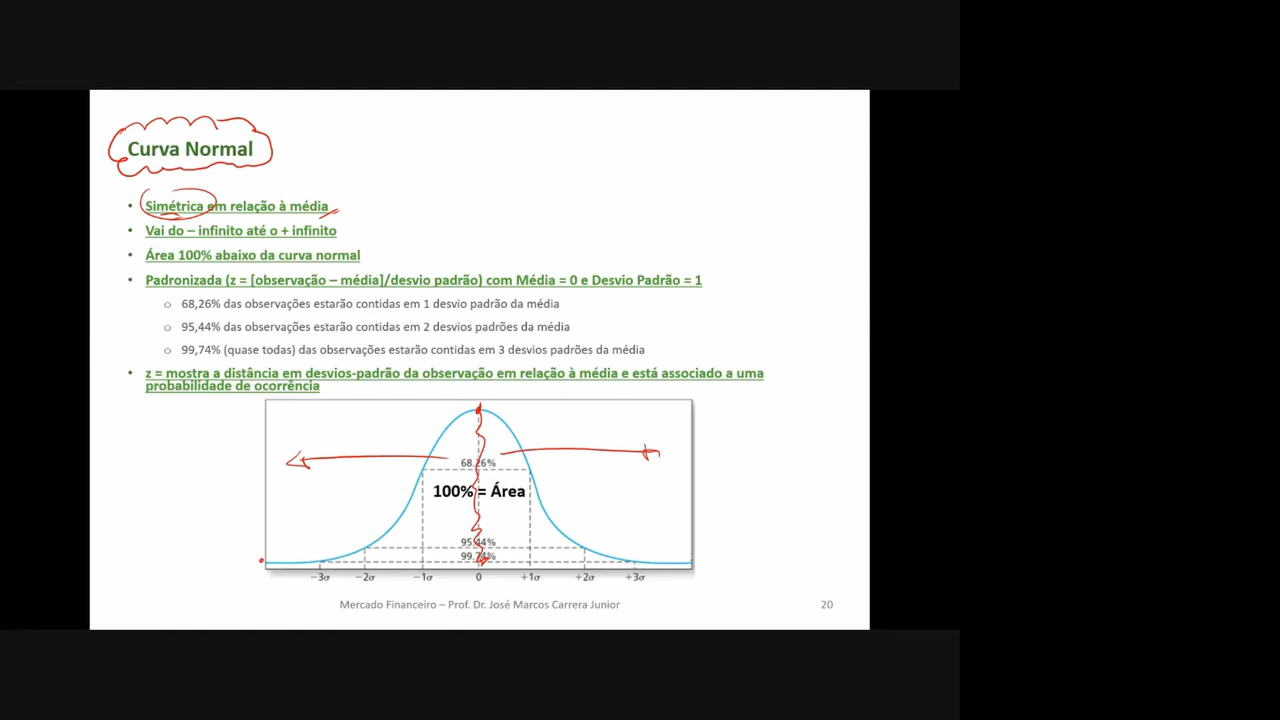 Curva Normal
• Simétrica em relação à média
• Vai do – infinito até o + infinito
• Área 100% abaixo da curva normal
• Padronizada (z = [observação – média]/desvio padrão) com Média = 0 e Desvio Padrão = 1
o 68,26% das observações estarão contidas em 1 desvio padrão da média
o 95,44% das observações estarão contidas em 2 desvios padrões da média
o 99,74% (quase todas) das observações estarão contidas em 3 desvios padrões da média
• z = mostra a distância em desvios-padrão da observação em relação à média e está associado a uma
probabilidade de ocorrência
68.26%
100% = Área
95.44%
99.74%
−3σ −2σ −1σ 0 +1σ +2σ +3σ
Mercado Financeiro – Prof. Dr. José Marcos Carrera Junior 20